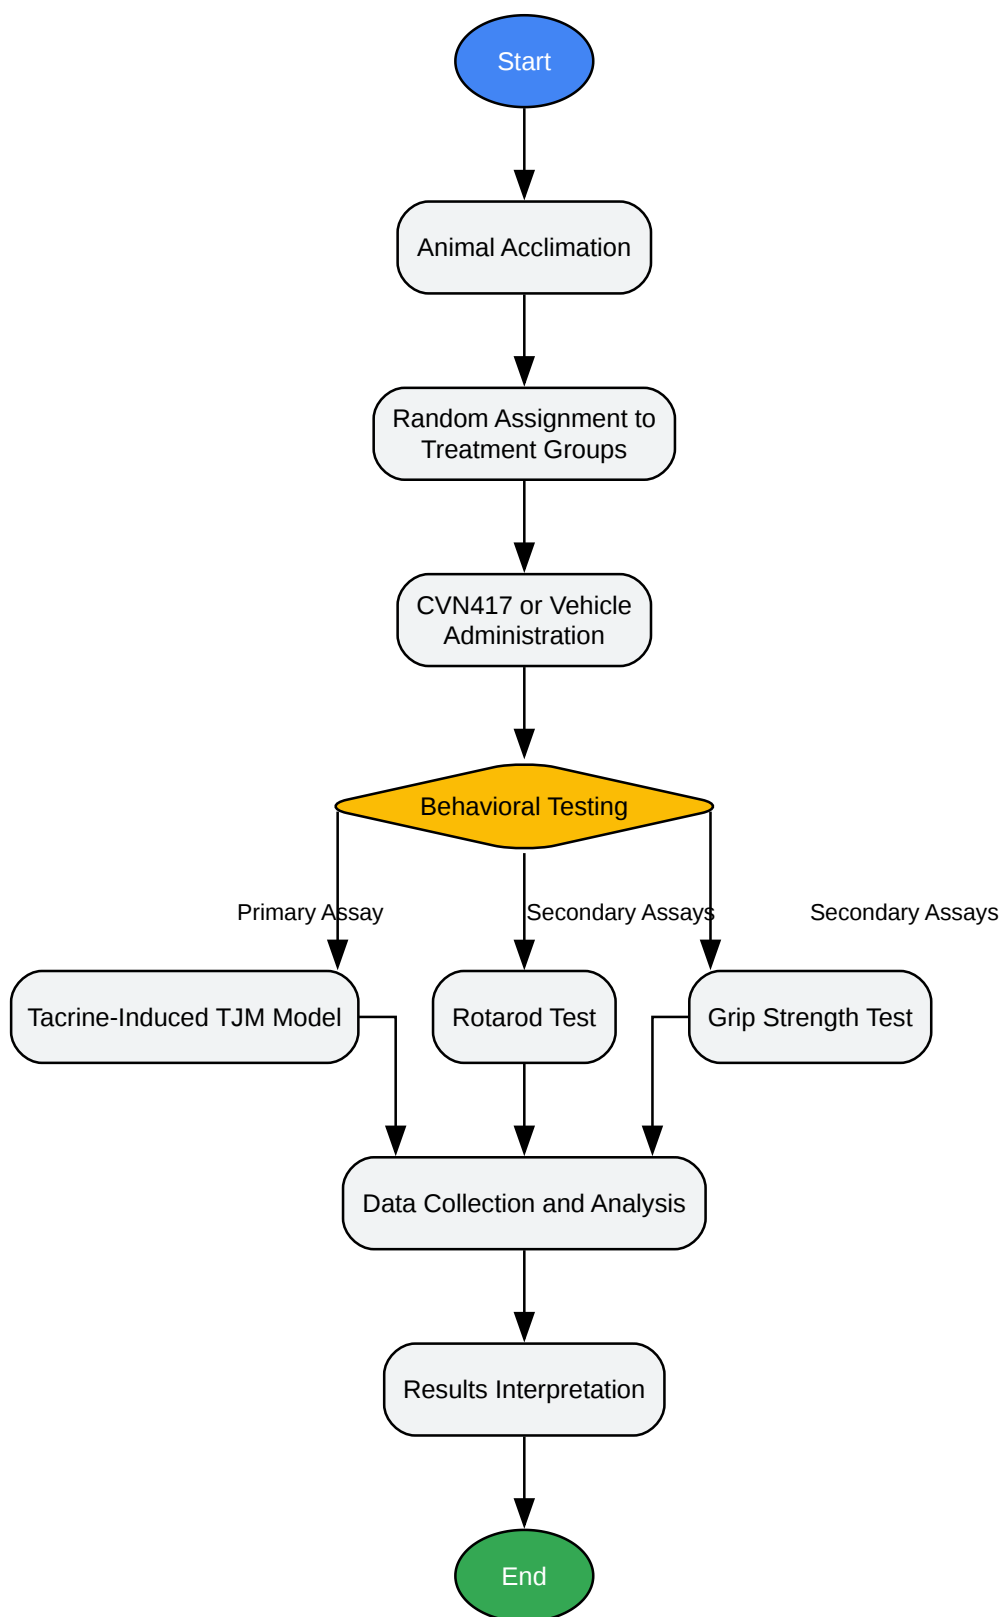 Start
Animal Acclimation
Random Assignment to
Treatment Groups
CVN417 or Vehicle
Administration
Behavioral Testing
Primary Assay
Secondary Assays
Secondary Assays
Tacrine-Induced TJM Model
Rotarod Test
Grip Strength Test
Data Collection and Analysis
Results Interpretation
End